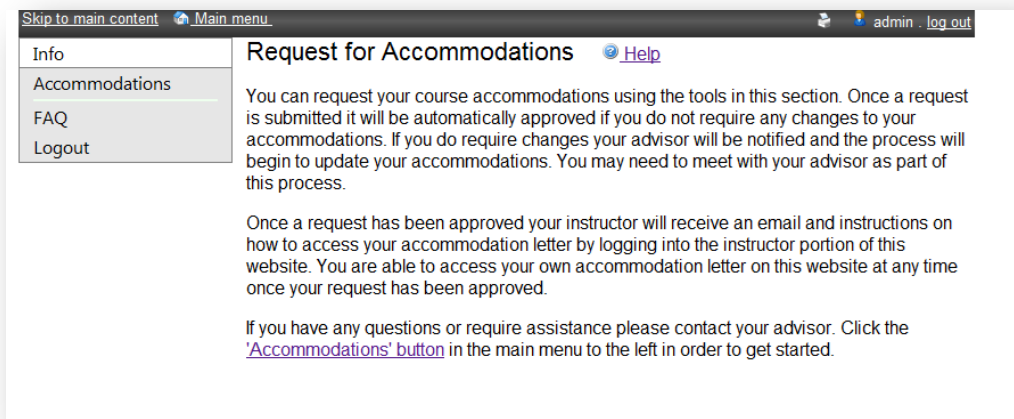 Skip to main content Main menu admin . log out
Info
Accommodations
FAQ
Logout
Request for Accommodations Help
You can request your course accommodations using the tools in this section. Once a request
is submitted it will be automatically approved if you do not require any changes to your
accommodations. If you do require changes your advisor will be notified and the process will
begin to update your accommodations. You may need to meet with your advisor as part of
this process.
Once a request has been approved your instructor will receive an email and instructions on
how to access your accommodation letter by logging into the instructor portion of this
website. You are able to access your own accommodation letter on this website at any time
once your request has been approved.
If you have any questions or require assistance please contact your advisor. Click the
'Accommodations' button in the main menu to the left in order to get started.